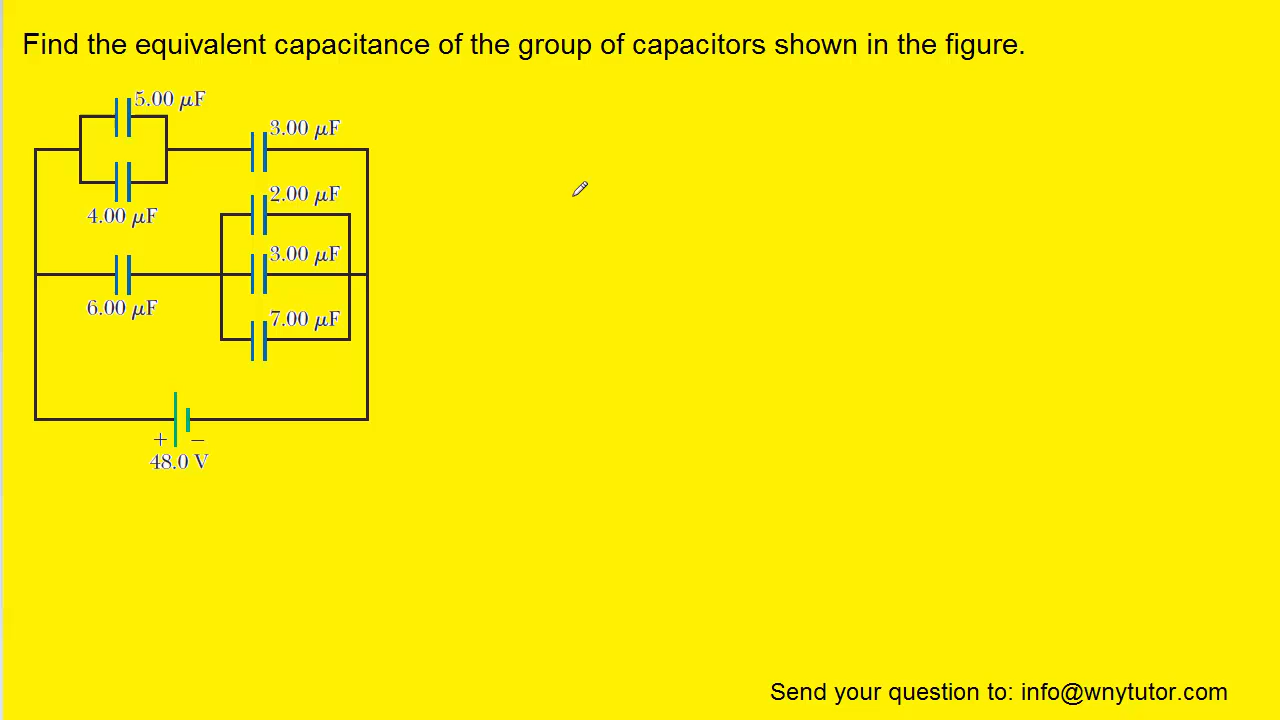 Find the equivalent capacitance of the group of capacitors shown in the figure.
5.00 μF
3.00 μF
2.00 μF
4.00 μF
3.00 μF
6.00 μF
7.00 μF
+ −
48.0 V
Send your question to: info@wnytutor.com